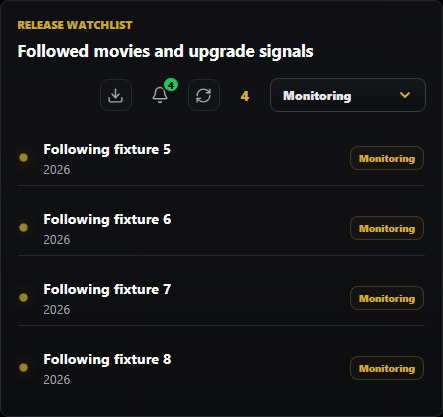 RELEASE WATCHLIST
Followed movies and upgrade signals
4
4
Monitoring
Following fixture 5
2026
Monitoring
Following fixture 6
2026
Monitoring
Following fixture 7
2026
Monitoring
Following fixture 8
2026
Monitoring